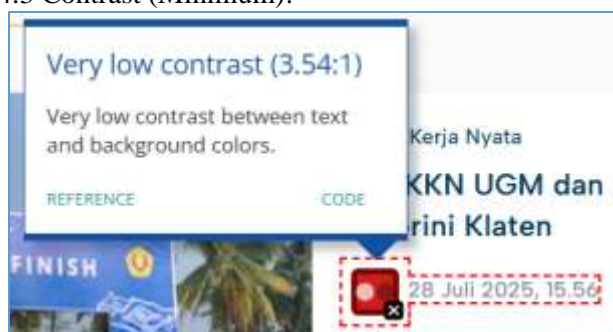 4.3 Contrast (Minimum).
Very low contrast (3.54:1)
Very low contrast between text
and background colors.
REFERENCE CODE
Kerja Nyata
KKN UGM dan
rini Klaten
FINISH
28 Juli 2025, 15.56